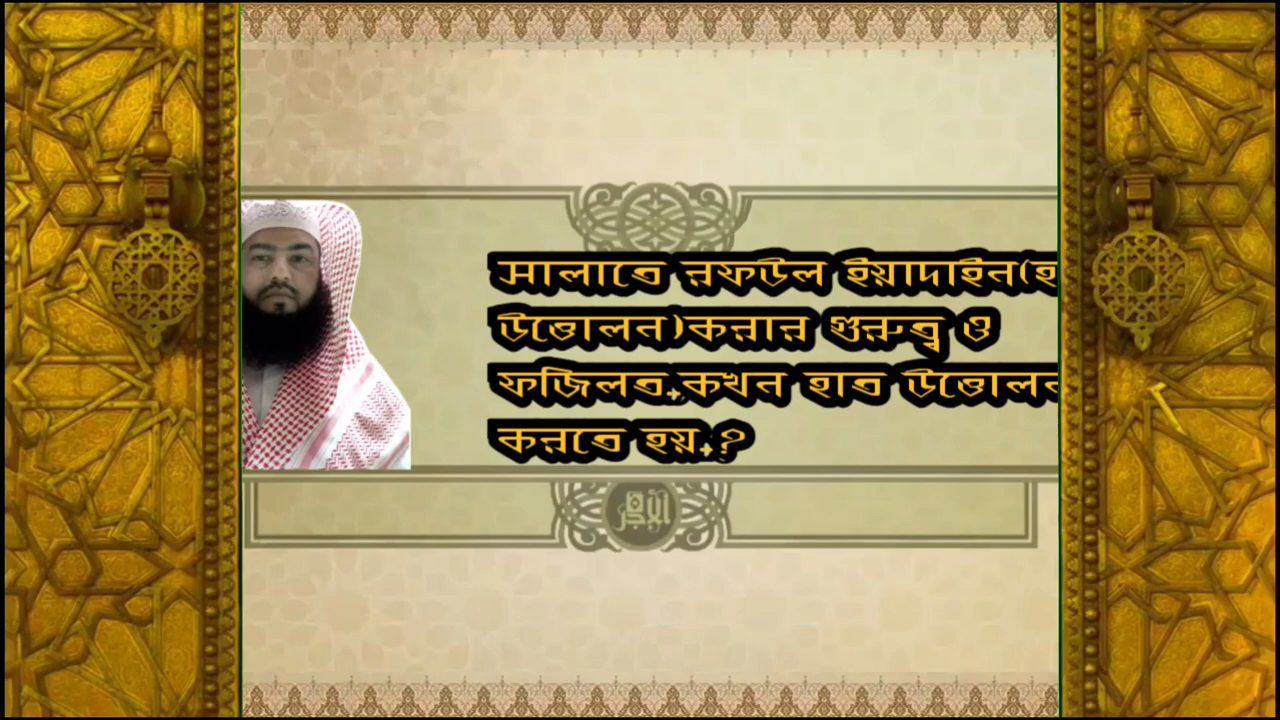 সালাতে রফউল ইয়াদাইন(হ
উত্তোলন)করার গুরুত্ব ও
ফজিলত.কখন হাত উত্তোলন
করতে হয়.?